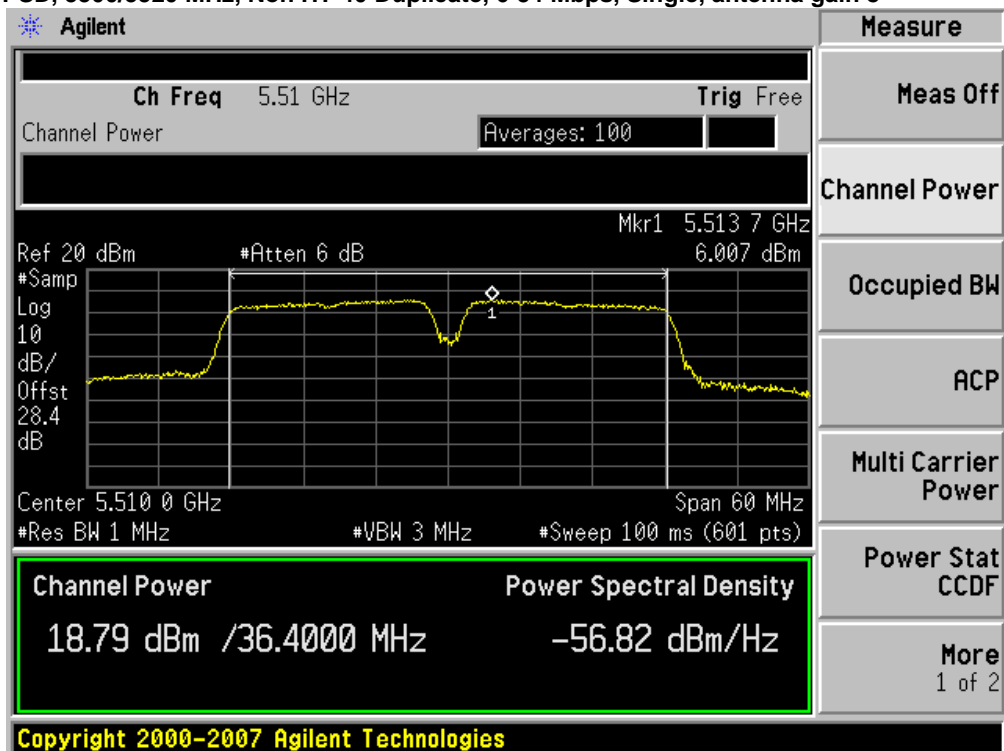 Agilent
Measure
Ch Freq 5.51 GHz Trig Free
Channel Power Averages: 100
Mkr1 5.513 7 GHz
Ref 20 dBm #Atten 6 dB 6.007 dBm
#Samp
Log
10
dB/
Offst
28.4
dB
1
Center 5.510 0 GHz Span 60 MHz
#Res BW 1 MHz #VBW 3 MHz #Sweep 100 ms (601 pts)
Channel Power Power Spectral Density
18.79 dBm /36.4000 MHz -56.82 dBm/Hz
Meas Off
Channel Power
Occupied BW
ACP
Multi Carrier
Power
Power Stat
CCDF
More
1 of 2
Copyright 2000-2007 Agilent Technologies